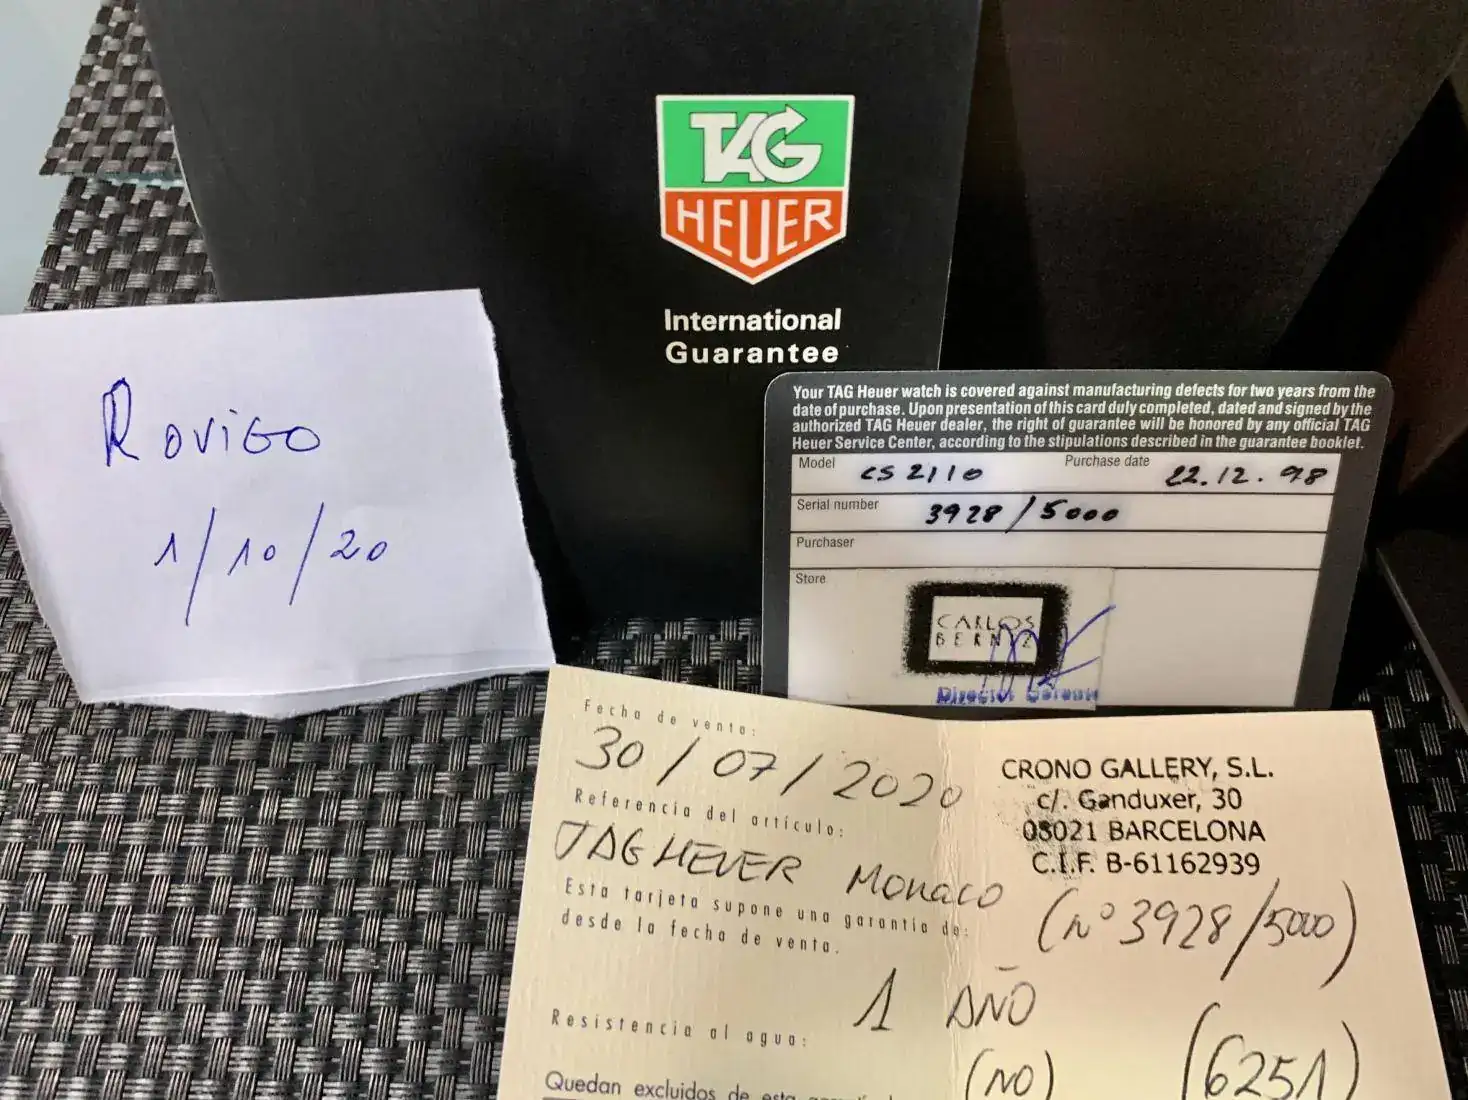 TAG
HEUER
International
Guarantee
Rovigo
1/10/20
Your TAG Heuer watch is covered against manufacturing defects for two years from the
date of purchase. Upon presentation of this card duly completed, dated and signed by the
authorized TAG Heuer dealer, the right of guarantee will be honored by any official TAG
Heuer Service Center, according to the stipulations described in the guarantee booklet.
Model CS 2110 Purchase date 22.12.98
Serial number 3928/5000
Purchaser
Store
CARLOS
Director Gerente
Fecha de venta:
30/07/2020
Referencia del artículo:
TAG HEUER Monaco
Esta tarjeta supone una garantía de:
desde la fecha de venta.
1 AÑO
Resistencia al agua:
(NO)
Quedan excluidos de esta
CRONO GALLERY, S.L.
c/. Ganduxer, 30
08021 BARCELONA
C.I.F. B-61162939
(nº 3928/5000)
(6251)